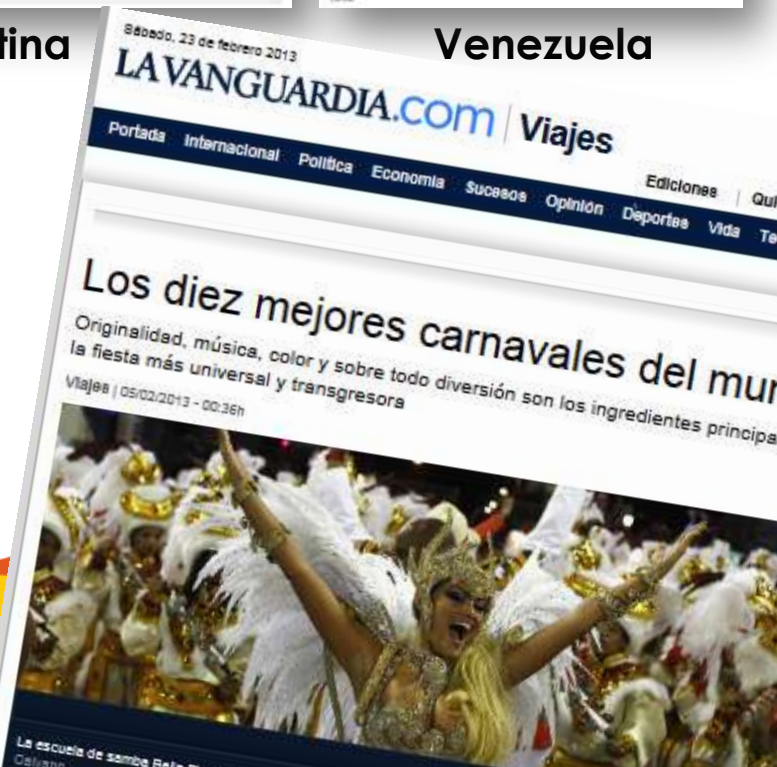 tina
Venezuela
Sábado, 23 de febrero 2013
LAVANGUARDIA.com | Viajes
Ediciones |
Portada Internacional Política Economía Sucesos Opinión Deportes Vida
Los diez mejores carnavales del mun
Originalidad, música, color y sobre todo diversión son los ingredientes principa
la fiesta más universal y transgresora
Viajes | 05/02/2013 - 00:36h
La escuela de samba